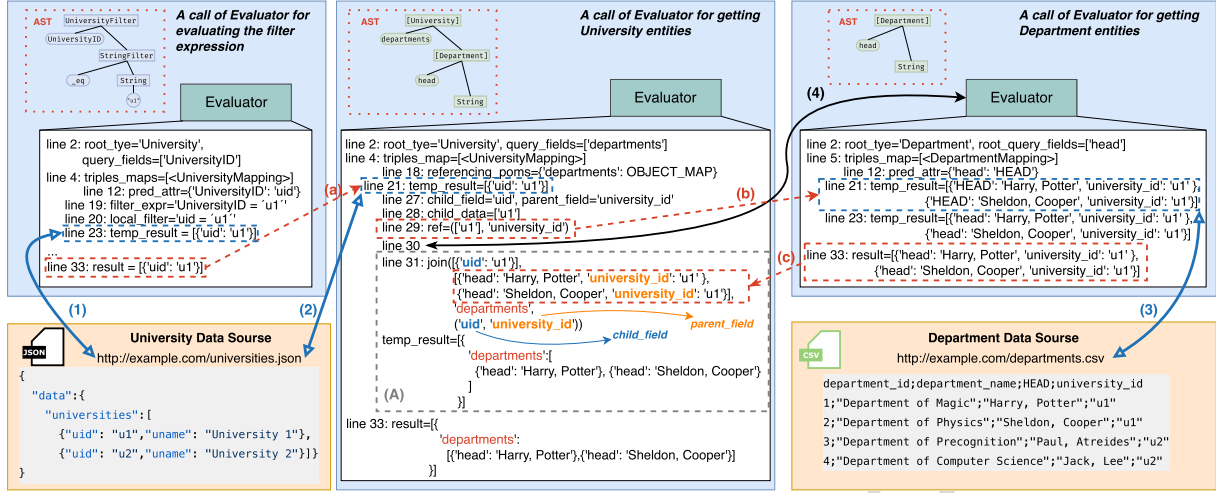 AST
UniversityFilter
UniversityID
StringFilter
_eq
String
"u1"
A call of Evaluator for
evaluating the filter
expression
Evaluator
line 2: root_tye='University',
query_fields=['UniversityID']
line 4: triples_maps=[<UniversityMapping>]
line 12: pred_attr={'UniversityID': 'uid'}
line 19: filter_expr='UniversityID = ´u1´'
line 20: local_filter='uid = ´u1´'
line 23: temp_result = [{'uid': 'u1'}]
...
line 33: result = [{'uid': 'u1'}]
(a)
(1)
(2)
University Data Sourse
JSON
http://example.com/universities.json
{
"data":{
"universities":[
{"uid": "u1","uname": "University 1"},
{"uid": "u2","uname": "University 2"}]}
}
AST
[University]
departments
[Department]
head
String
A call of Evaluator for getting
University entities
Evaluator
line 2: root_tye='University', query_fields=['departments']
line 4: triples_map=[<UniversityMapping>]
line 18: referencing_poms={'departments': OBJECT_MAP}
line 21: temp_result=[{'uid': 'u1'}]
line 27: child_field='uid', parent_field='university_id'
line 28: child_data=['u1']
line 29: ref=(['u1'], 'university_id')
line 30
line 31: join([{'uid': 'u1'}],
[{'head': 'Harry, Potter', 'university_id': 'u1' },
{'head': 'Sheldon, Cooper', 'university_id': 'u1'}],
'departments',
('uid', 'university_id'))
parent_field
child_field
temp_result=[{
'departments':[
{'head': 'Harry, Potter'}, {'head': 'Sheldon, Cooper'}
]
}]
(A)
line 33: result=[{
'departments':
[{'head': 'Harry, Potter'},{'head': 'Sheldon, Cooper'}]
}]
(b)
(c)
(4)
AST
[Department]
head
String
A call of Evaluator for getting
Department entities
Evaluator
line 2: root_tye='Department', root_query_fields=['head']
line 5: triples_map=[<DepartmentMapping>]
line 12: pred_attr={'head': 'HEAD'}
line 21: temp_result=[{'HEAD': 'Harry, Potter', 'university_id': 'u1' },
{'HEAD': 'Sheldon, Cooper', 'university_id': 'u1'}]
line 23: temp_result=[{'head': 'Harry, Potter', 'university_id': 'u1' },
{'head': 'Sheldon, Cooper', 'university_id': 'u1'}]
line 33: result=[{'head': 'Harry, Potter', 'university_id': 'u1' },
{'head': 'Sheldon, Cooper', 'university_id': 'u1'}]
(3)
CSV
Department Data Sourse
http://example.com/departments.csv
department_id;department_name;HEAD;university_id
1;"Department of Magic";"Harry, Potter";"u1"
2;"Department of Physics";"Sheldon, Cooper";"u1"
3;"Department of Precognition";"Paul, Atreides";"u2"
4;"Department of Computer Science";"Jack, Lee";"u2"